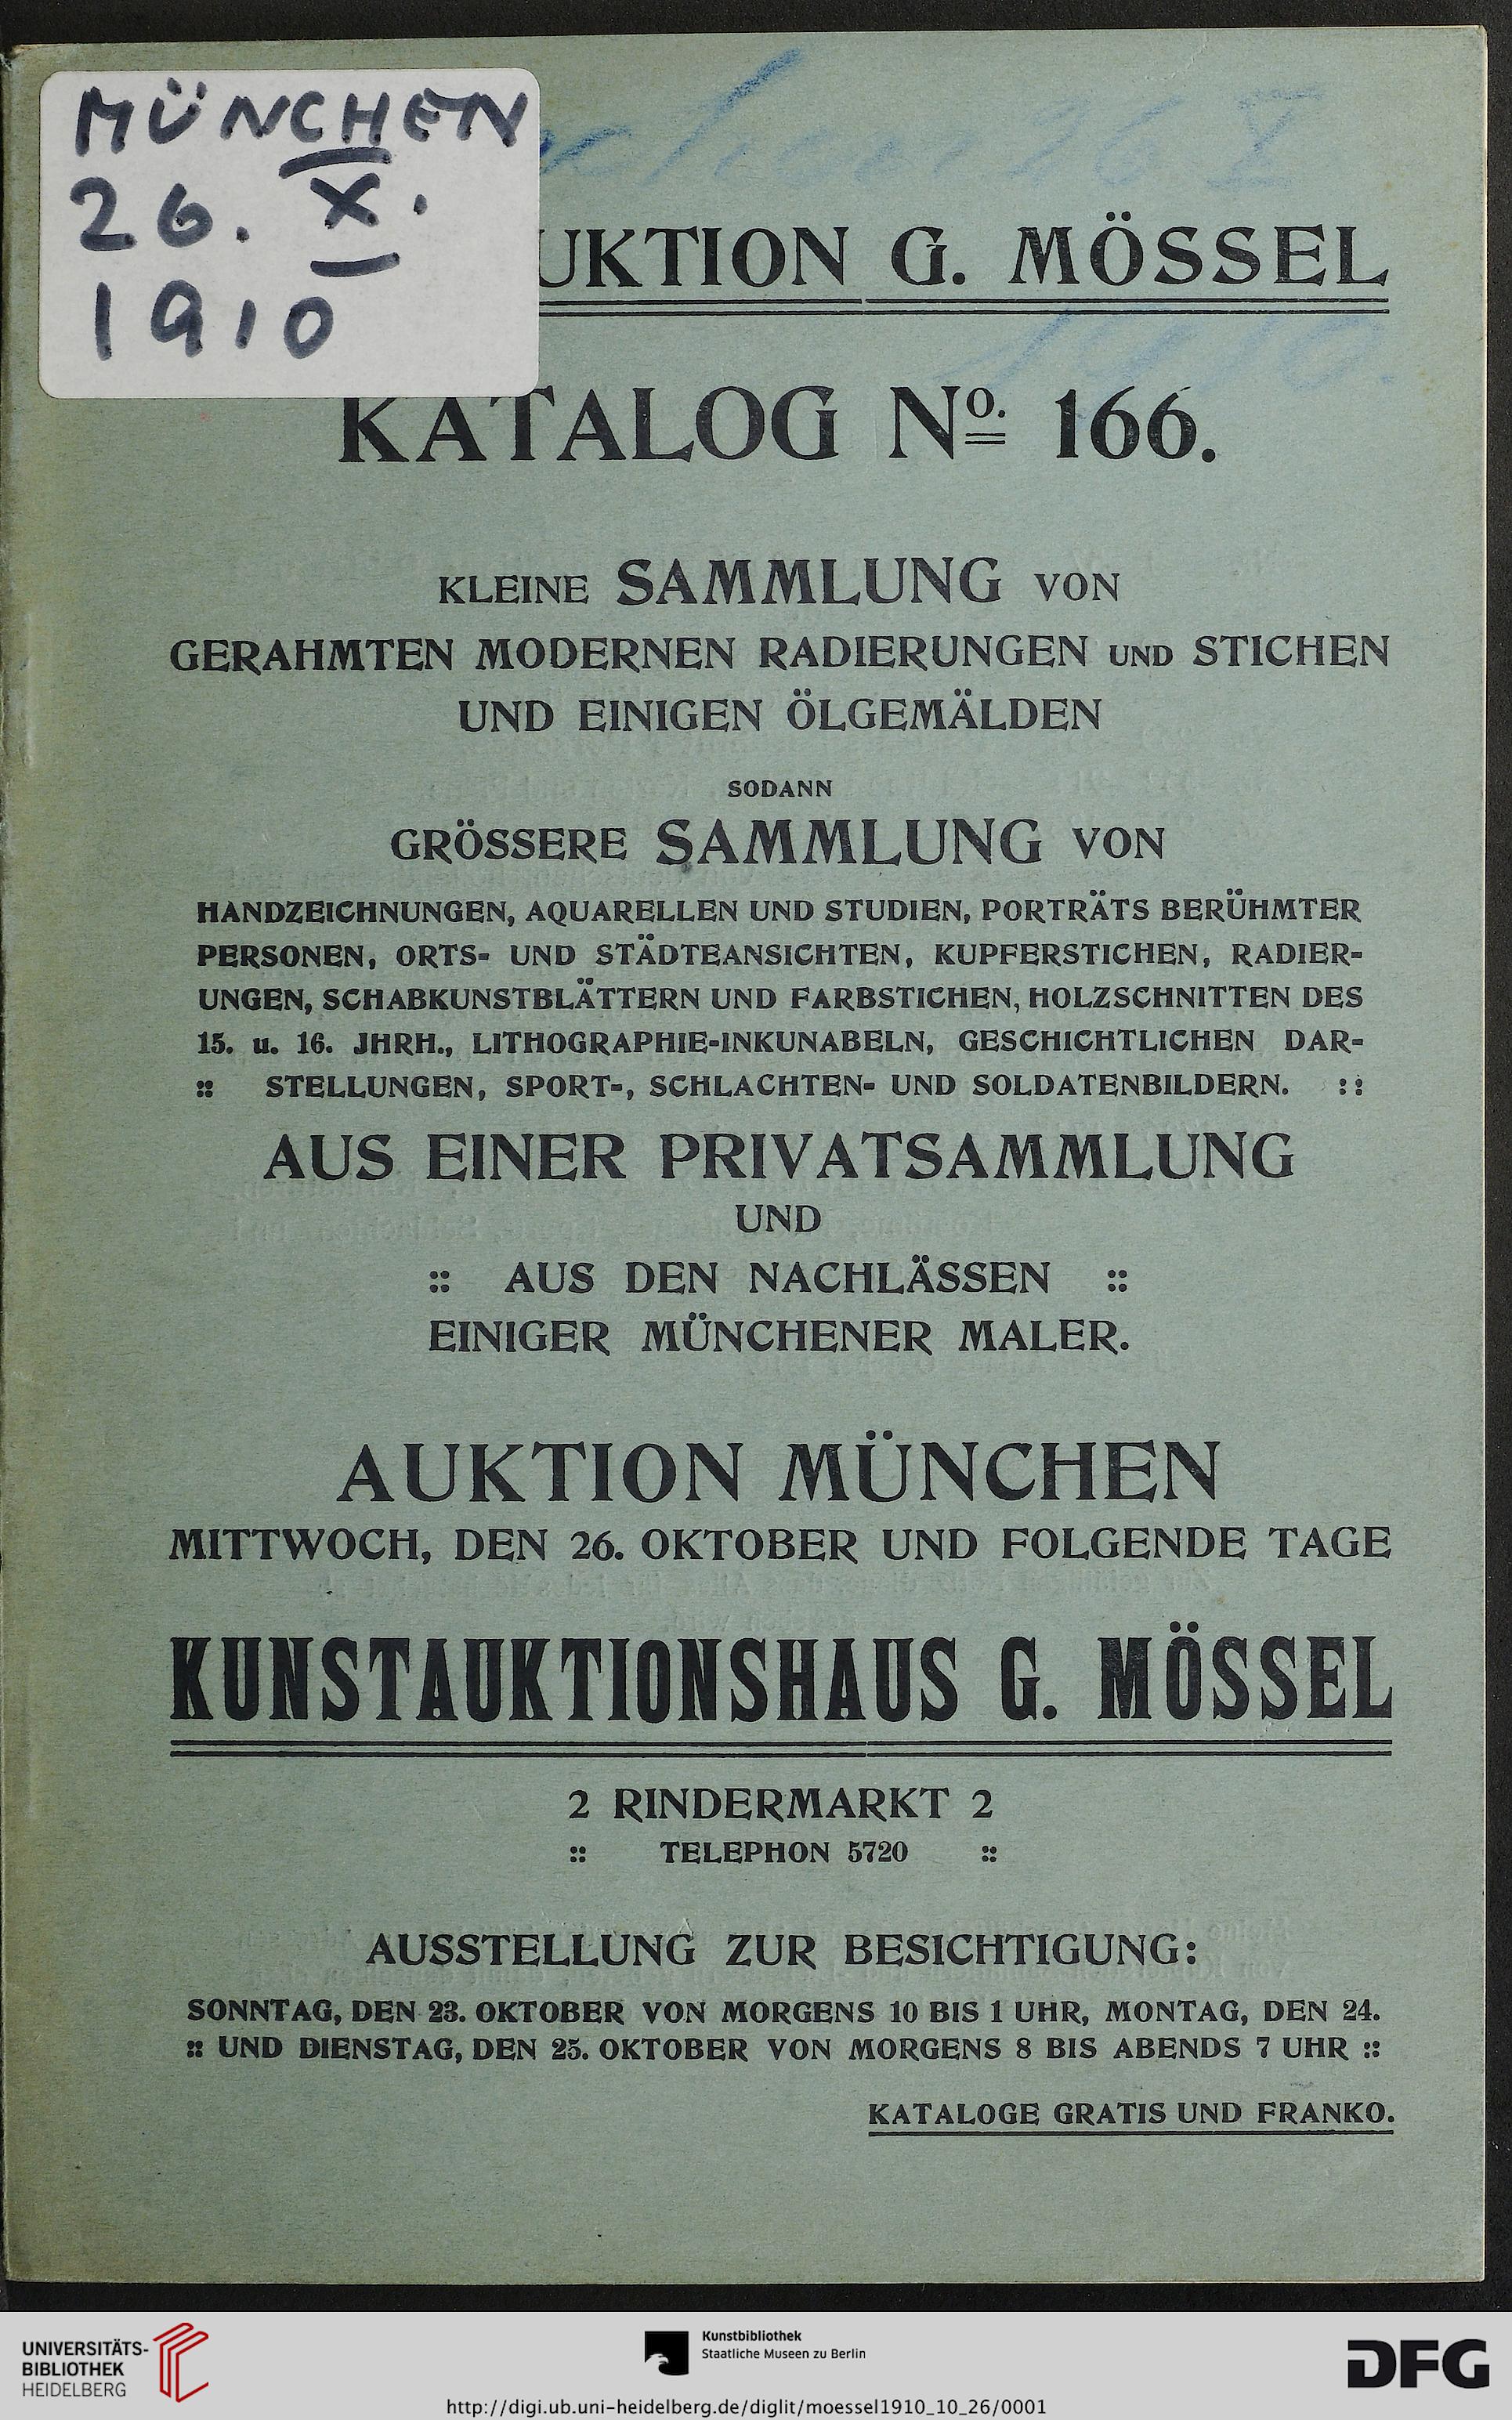 MÜNCHEN
26. X.
1910
UKTION G. MÖSSEL
KATALOG No. 166.
KLEINE SAMMLUNG VON
GERAHMTEN MODERNEN RADIERUNGEN UND STICHEN
UND EINIGEN ÖLGEMÄLDEN
SODANN
GRÖSSERE SAMMLUNG VON
HANDZEICHNUNGEN, AQUARELLEN UND STUDIEN, PORTRÄTS BERÜHMTER
PERSONEN, ORTS- UND STÄDTEANSICHTEN, KUPFERSTICHEN, RADIER-
UNGEN, SCHABKUNSTBLÄTTERN UND FARBSTICHEN, HOLZSCHNITTEN DES
15. u. 16. JHRH., LITHOGRAPHIE-INKUNABELN, GESCHICHTLICHEN DAR-
:: STELLUNGEN, SPORT-, SCHLACHTEN- UND SOLDATENBILDERN. ::
AUS EINER PRIVATSAMMLUNG
UND
:: AUS DEN NACHLÄSSEN ::
EINIGER MÜNCHENER MALER.
AUKTION MÜNCHEN
MITTWOCH, DEN 26. OKTOBER UND FOLGENDE TAGE
KUNSTAUKTIONSHAUS G. MÖSSEL
2 RINDERMARKT 2
:: TELEPHON 5720 ::
AUSSTELLUNG ZUR BESICHTIGUNG:
SONNTAG, DEN 23. OKTOBER VON MORGENS 10 BIS 1 UHR, MONTAG, DEN 24.
:: UND DIENSTAG, DEN 25. OKTOBER VON MORGENS 8 BIS ABENDS 7 UHR ::
KATALOGE GRATIS UND FRANKO.
UNIVERSITÄTS-
BIBLIOTHEK
HEIDELBERG
Kunstbibliothek
Staatliche Museen zu Berlin
DFG
http://digi.ub.uni-heidelberg.de/diglit/moessel1910_10_26/0001